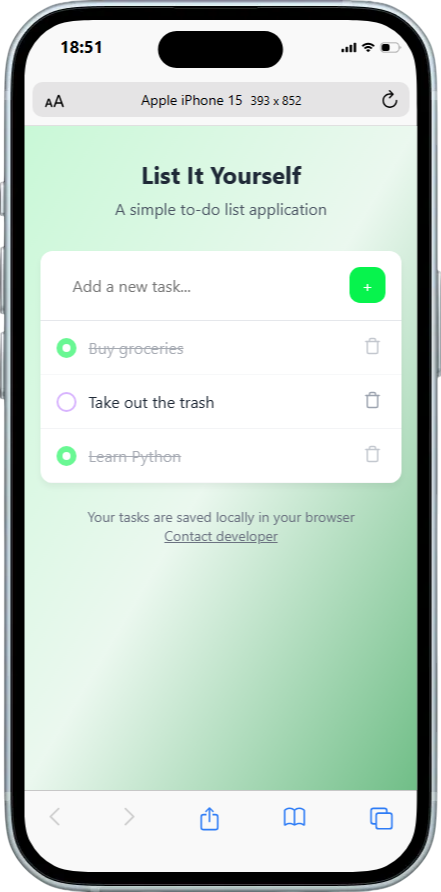 18:51
AA Apple iPhone 15 393 x 852
List It Yourself
A simple to-do list application
Add a new task... +
Buy groceries
Take out the trash
Learn Python
Your tasks are saved locally in your browser
Contact developer